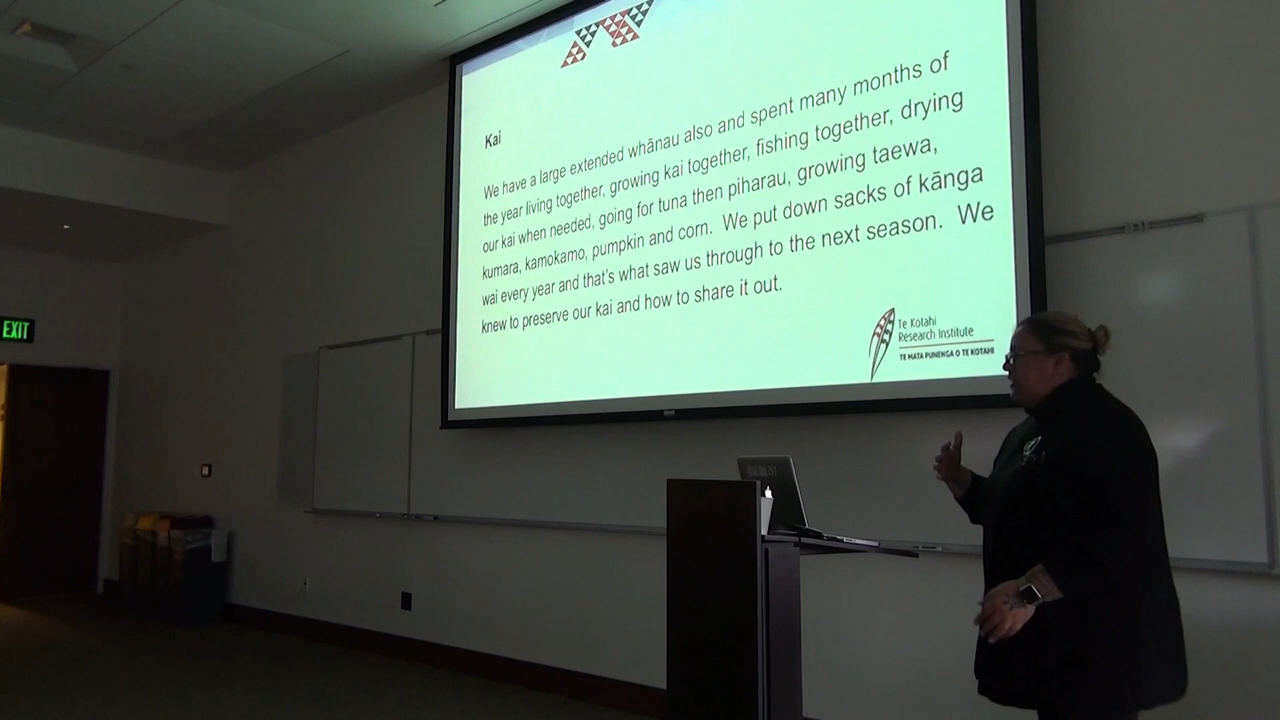 Kai
We have a large extended whānau also and spent many months of
the year living together, growing kai together, fishing together, drying
our kai when needed, going for tuna then piharau, growing taewa,
kumara, kamokamo, pumpkin and corn. We put down sacks of kānga
wai every year and that's what saw us through to the next season. We
knew to preserve our kai and how to share it out.
Te Kotahi
Research Institute
TE MATA PUNENGA O TE KOTAHI
EXIT